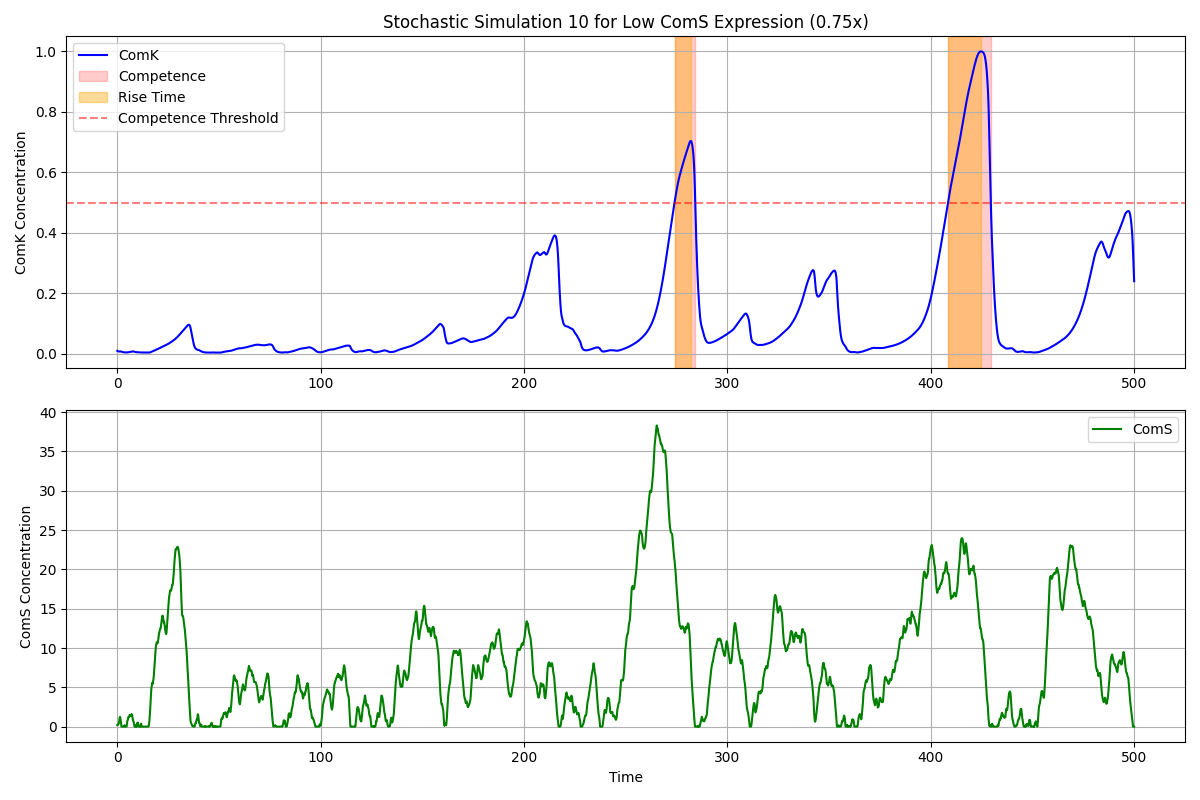 Stochastic Simulation 10 for Low ComS Expression (0.75x)
ComK Concentration
1.0
0.8
0.6
0.4
0.2
0.0
ComK
Competence
Rise Time
Competence Threshold
0 100 200 300 400 500
ComS Concentration
40
35
30
25
20
15
10
5
0
ComS
0 100 200 300 400 500
Time